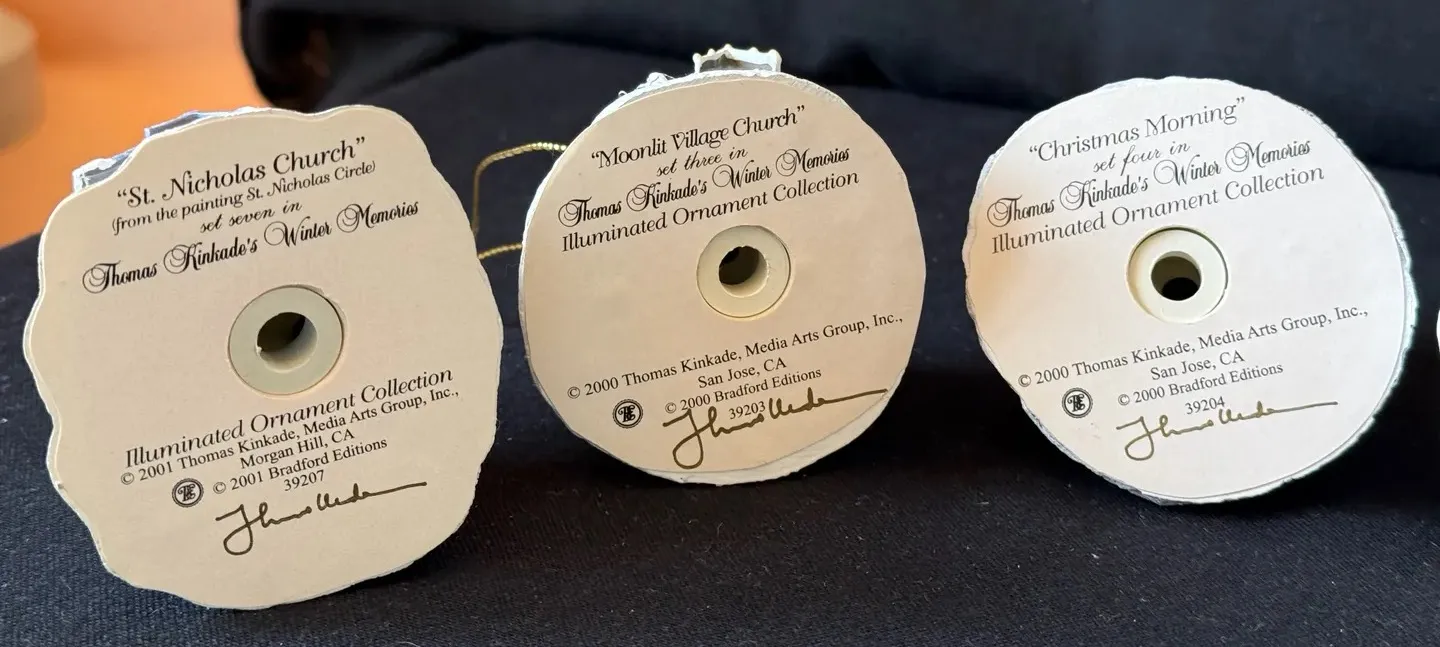 “St. Nicholas Church”
(from the painting St. Nicholas Circle)
set seven in
Thomas Kinkade's Winter Memories
Illuminated Ornament Collection
© 2001 Thomas Kinkade, Media Arts Group, Inc.,
Morgan Hill, CA
© 2001 Bradford Editions
39207
“Moonlit Village Church”
set three in
Thomas Kinkade's Winter Memories
Illuminated Ornament Collection
© 2000 Thomas Kinkade, Media Arts Group, Inc.,
San Jose, CA
© 2000 Bradford Editions
39203
“Christmas Morning”
set four in
Thomas Kinkade's Winter Memories
Illuminated Ornament Collection
© 2000 Thomas Kinkade, Media Arts Group, Inc.,
San Jose, CA
© 2000 Bradford Editions
39204